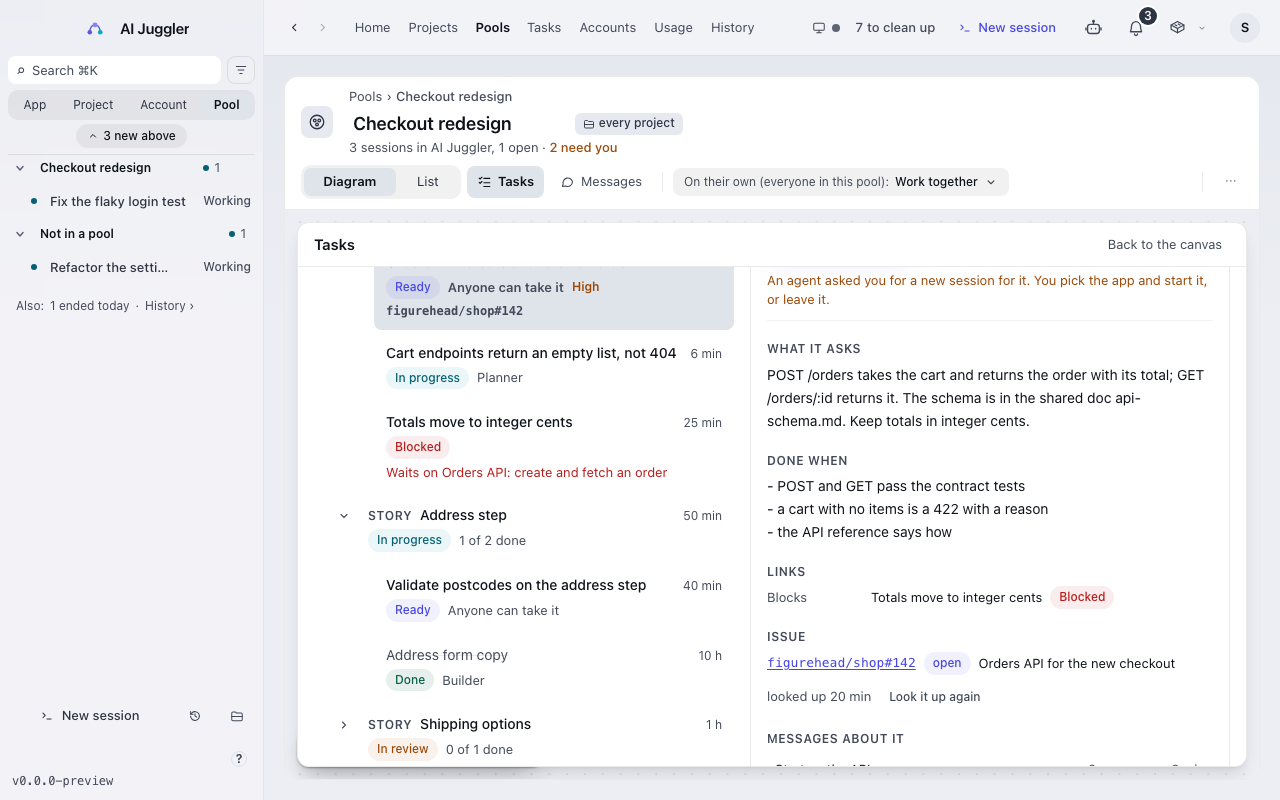 AI Juggler
Search ⌘K
App Project Account Pool
3 new above
Checkout redesign 1
Fix the flaky login test Working
Not in a pool 1
Refactor the setti... Working
Also: 1 ended today · History ›
New session
?
v0.0.0-preview
Home Projects Pools Tasks Accounts Usage History
7 to clean up
New session
3
S
Pools › Checkout redesign
Checkout redesign
every project
3 sessions in AI Juggler, 1 open · 2 need you
Diagram List Tasks Messages
On their own (everyone in this pool): Work together
...
Tasks
Back to the canvas
Ready Anyone can take it High
figurehead/shop#142
Cart endpoints return an empty list, not 404 6 min
In progress Planner
Totals move to integer cents 25 min
Blocked
Waits on Orders API: create and fetch an order
STORY Address step 50 min
In progress 1 of 2 done
Validate postcodes on the address step 40 min
Ready Anyone can take it
Address form copy 10 h
Done Builder
STORY Shipping options 1 h
In review 0 of 1 done
An agent asked you for a new session for it. You pick the app and start it,
or leave it.
WHAT IT ASKS
POST /orders takes the cart and returns the order with its total; GET
/orders/:id returns it. The schema is in the shared doc api-
schema.md. Keep totals in integer cents.
DONE WHEN
- POST and GET pass the contract tests
- a cart with no items is a 422 with a reason
- the API reference says how
LINKS
Blocks Totals move to integer cents Blocked
ISSUE
figurehead/shop#142 open Orders API for the new checkout
looked up 20 min Look it up again
MESSAGES ABOUT IT